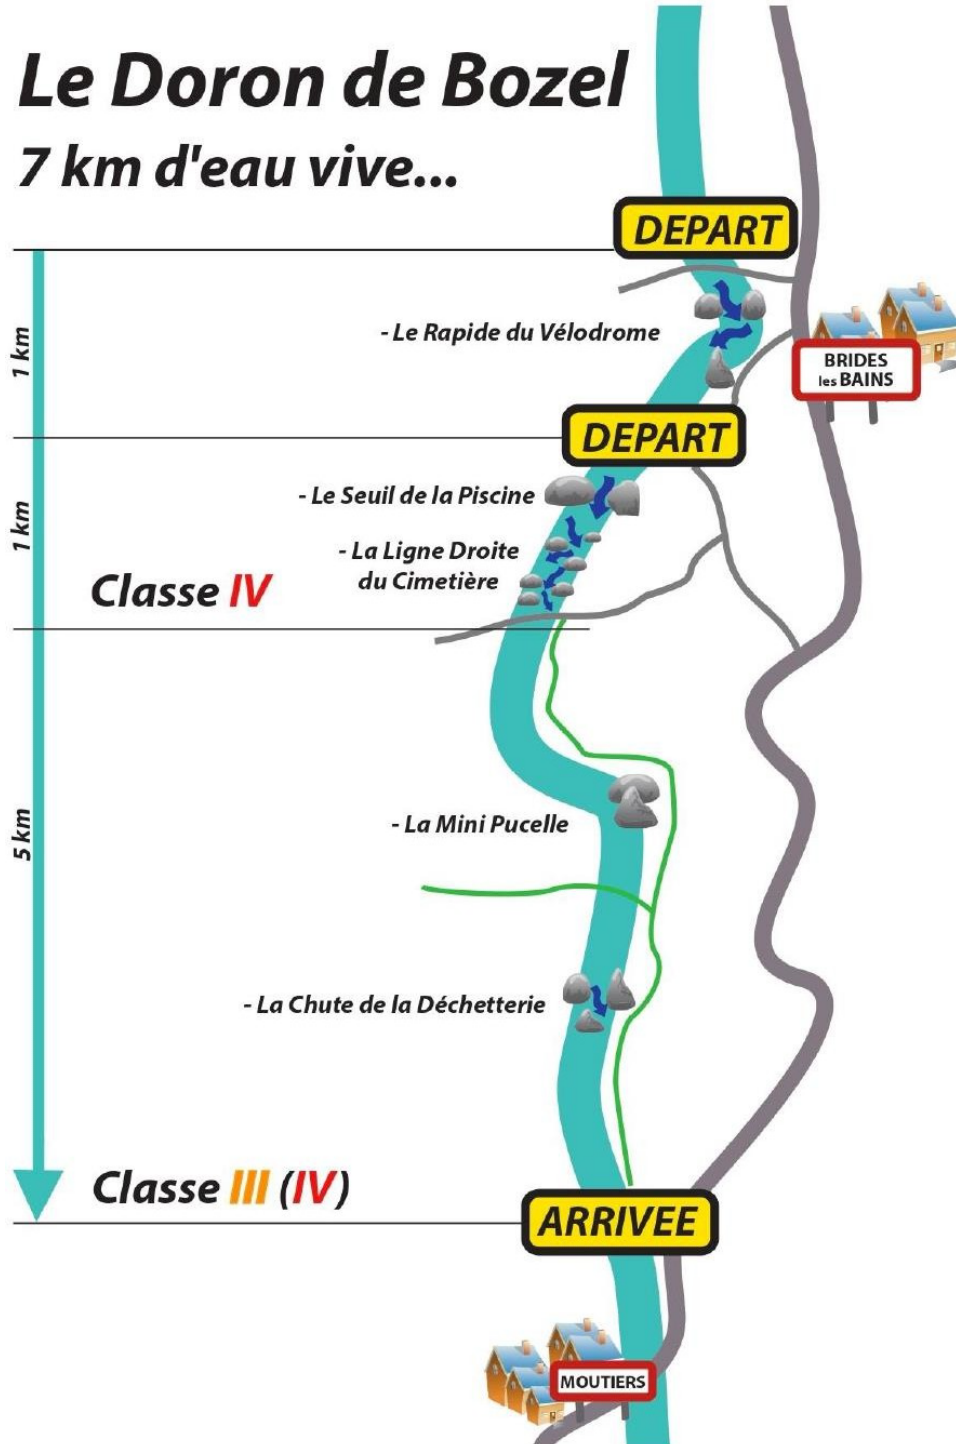 Le Doron de Bozel
7 km d'eau vive...
DEPART
- Le Rapide du Vélodrome
1 km
BRIDES
les BAINS
DEPART
- Le Seuil de la Piscine
1 km
- La Ligne Droite
du Cimetière
Classe IV
- La Mini Pucelle
5 km
- La Chute de la Déchetterie
Classe III (IV)
ARRIVEE
MOUTIERS